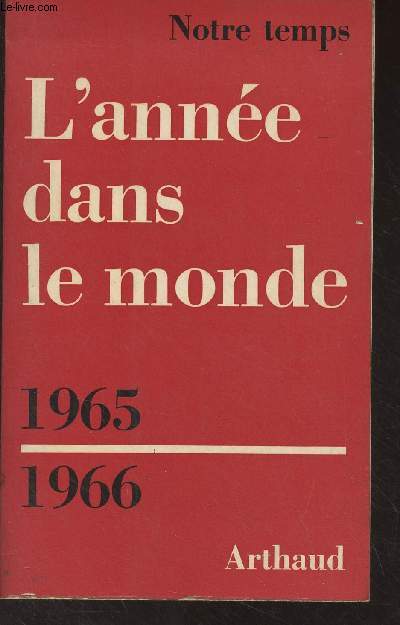 Le-livre.com
Notre temps
L'année
dans
le monde
1965
1966
Arthaud